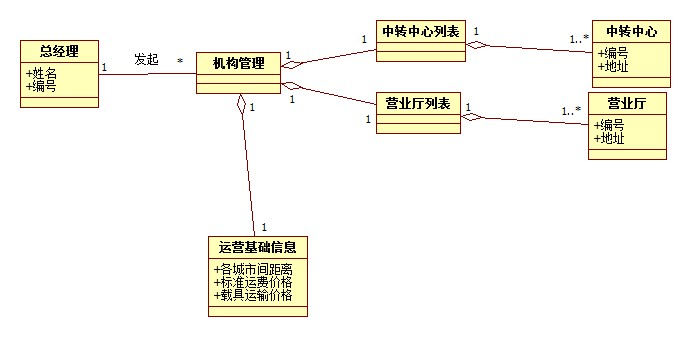 总经理
+姓名
+编号
1
发起
*
机构管理
1
1
中转中心列表
1
1..*
中转中心
+编号
+地址
1
1
营业厅列表
1
1..*
营业厅
+编号
+地址
1
1
运营基础信息
+各城市间距离
+标准运费价格
+载具运输价格